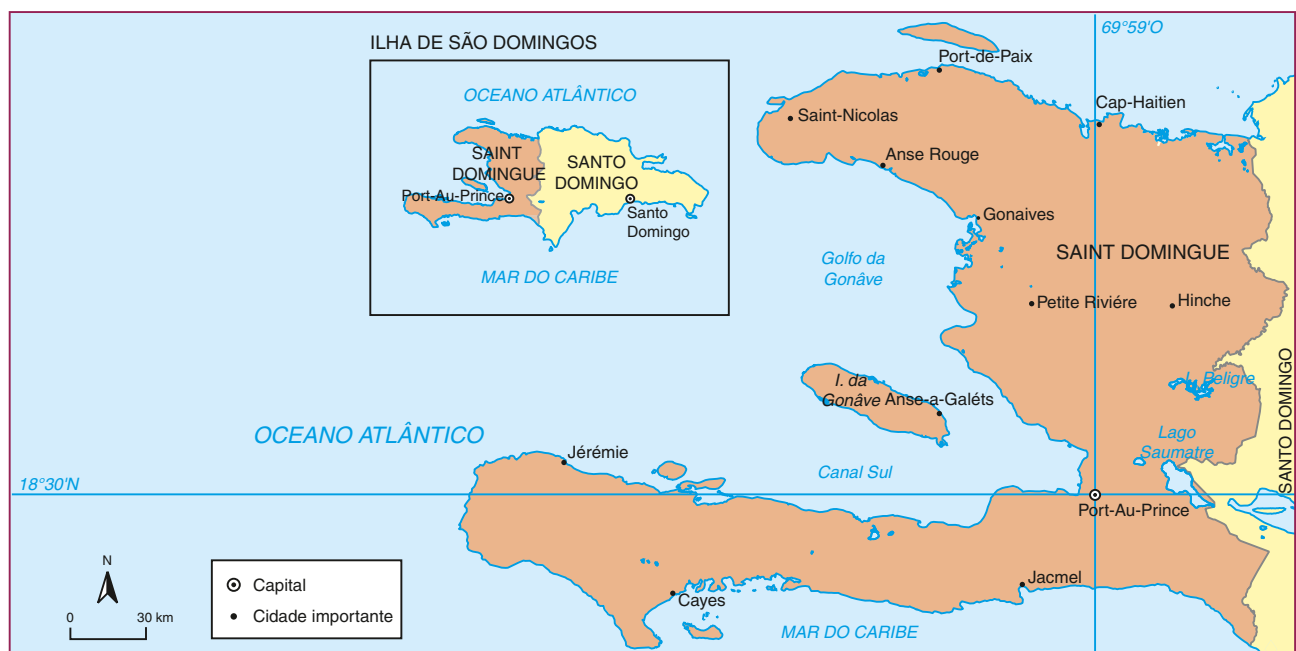 ILHA DE SÃO DOMINGOS
OCEANO ATLÂNTICO
SAINT
DOMINGUE
SANTO
DOMINGO
Port-Au-Prince
Santo
Domingo
MAR DO CARIBE
69°59'O
Port-de-Paix
Saint-Nicolas
Cap-Haitien
Anse Rouge
Gonaives
Golfo da
Gonâve
SAINT DOMINGUE
Petite Riviére
Hinche
L. Peligre
I. da
Gonâve
Anse-a-Galéts
OCEANO ATLÂNTICO
Jérémie
Canal Sul
Lago
Saumatre
SANTO DOMINGO
18°30'N
Port-Au-Prince
Jacmel
Cayes
MAR DO CARIBE
N
0 30 km
Capital
Cidade importante